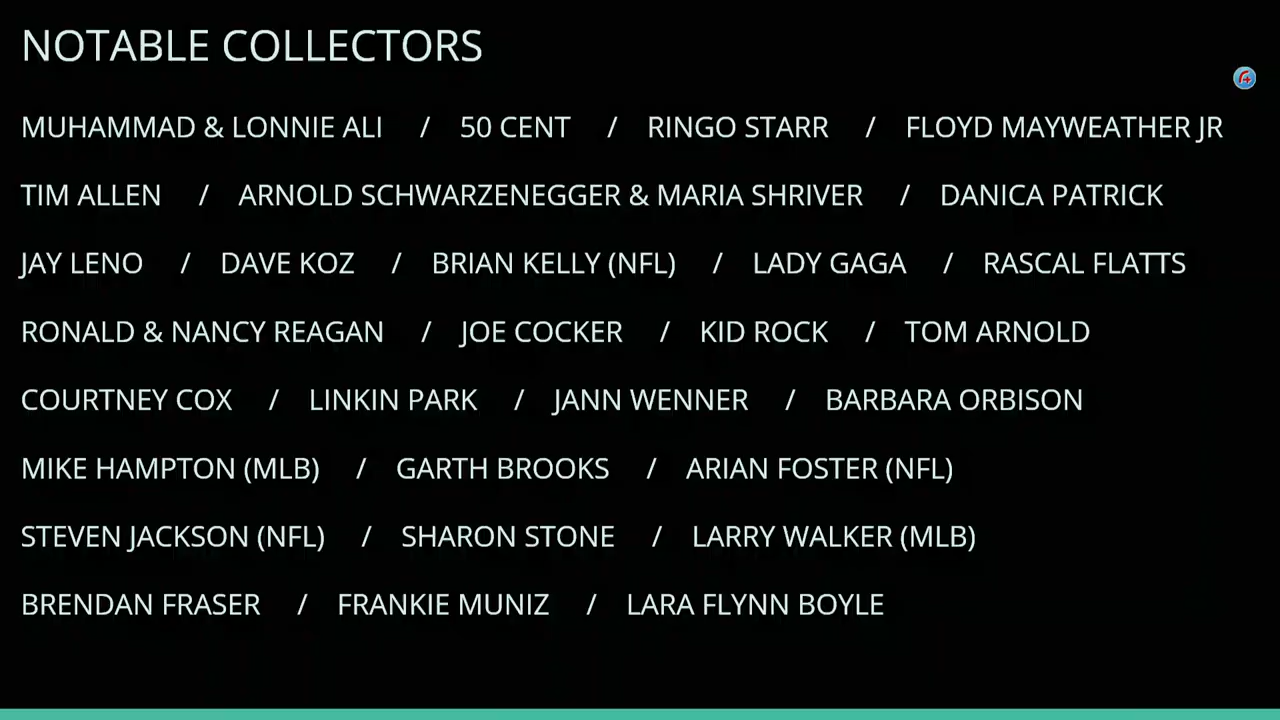 NOTABLE COLLECTORS
MUHAMMAD & LONNIE ALI / 50 CENT / RINGO STARR / FLOYD MAYWEATHER JR
TIM ALLEN / ARNOLD SCHWARZENEGGER & MARIA SHRIVER / DANICA PATRICK
JAY LENO / DAVE KOZ / BRIAN KELLY (NFL) / LADY GAGA / RASCAL FLATTS
RONALD & NANCY REAGAN / JOE COCKER / KID ROCK / TOM ARNOLD
COURTNEY COX / LINKIN PARK / JANN WENNER / BARBARA ORBISON
MIKE HAMPTON (MLB) / GARTH BROOKS / ARIAN FOSTER (NFL)
STEVEN JACKSON (NFL) / SHARON STONE / LARRY WALKER (MLB)
BRENDAN FRASER / FRANKIE MUNIZ / LARA FLYNN BOYLE